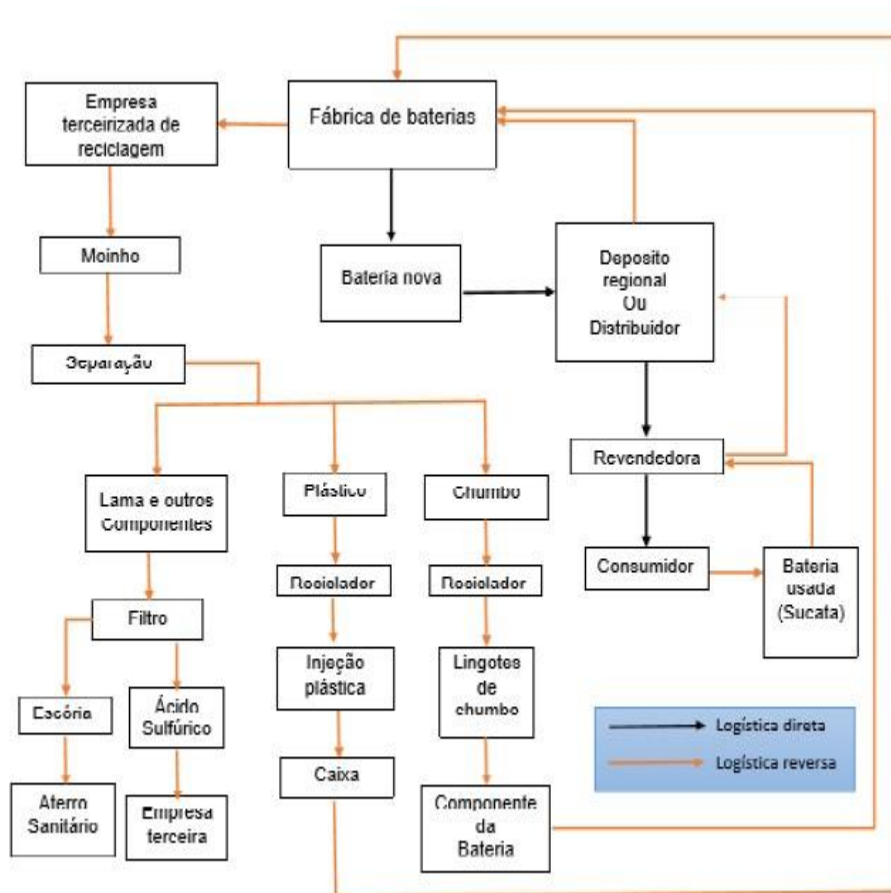 Empresa
terceirizada de
reciclagem
Fábrica de baterias
Moinho
Bateria nova
Deposito
regional
Ou
Distribuidor
Separação
Revendedora
Lama e outros
Componentes
Plástico
Chumbo
Consumidor
Bateria
usada
(Sucata)
Reciclador
Reciclador
Filtro
Injeção
plástica
Lingotes
de
chumbo
Escória
Ácido
Sulfúrico
Logística direta
Logística reversa
Caixa
Aterro
Sanitário
Empresa
terceira
Componente
da
Bateria